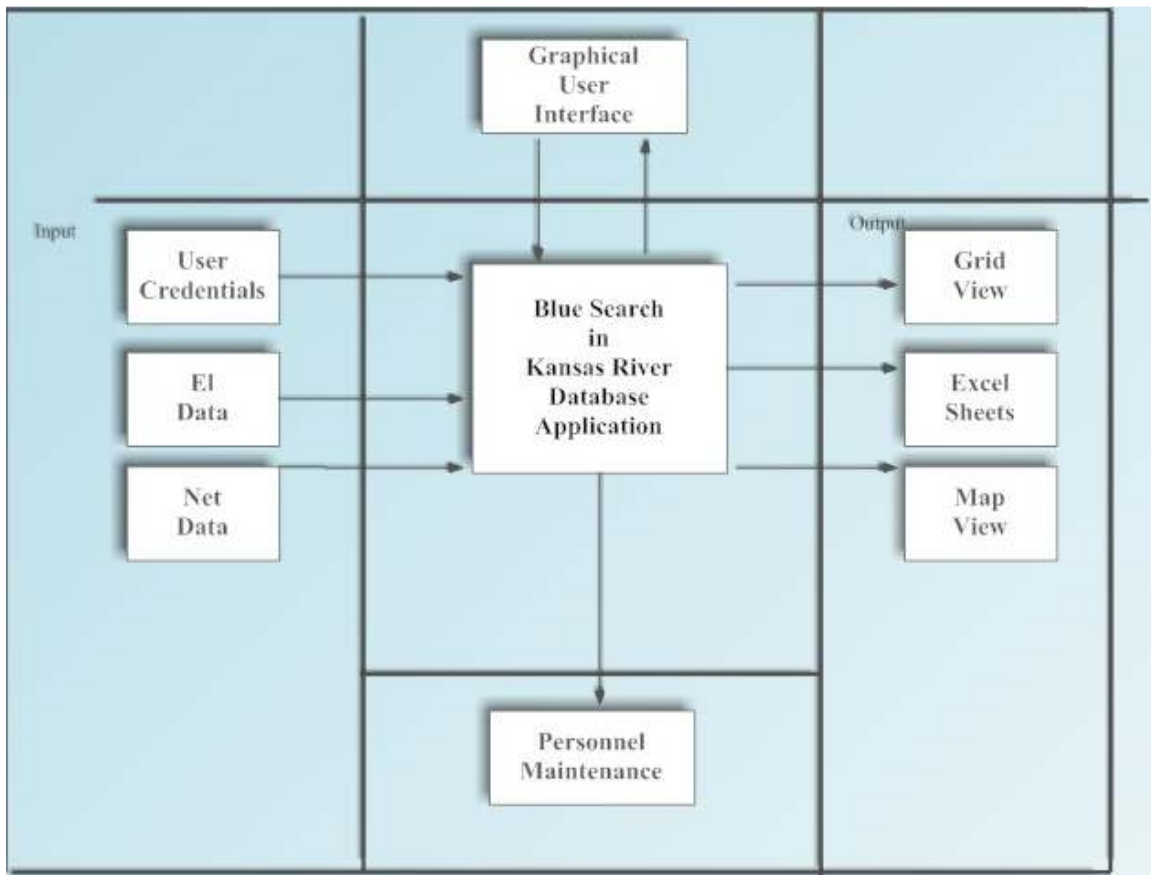 Graphical
User
Interface
Input
User
Credentials
El
Data
Net
Data
Blue Search
in
Kansas River
Database
Application
Output
Grid
View
Excel
Sheets
Map
View
Personnel
Maintenance